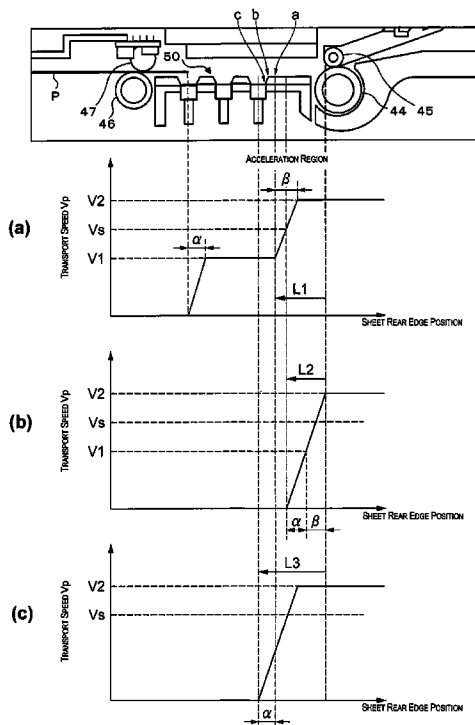 c b a
50
47
P
46
45
44
ACCELERATION REGION
(a)
TRANSPORT SPEED Vp
V2
Vs
V1
α
β
L1
SHEET REAR EDGE POSITION
(b)
TRANSPORT SPEED Vp
V2
Vs
V1
L2
α β
SHEET REAR EDGE POSITION
(c)
TRANSPORT SPEED Vp
V2
Vs
L3
α
SHEET REAR EDGE POSITION